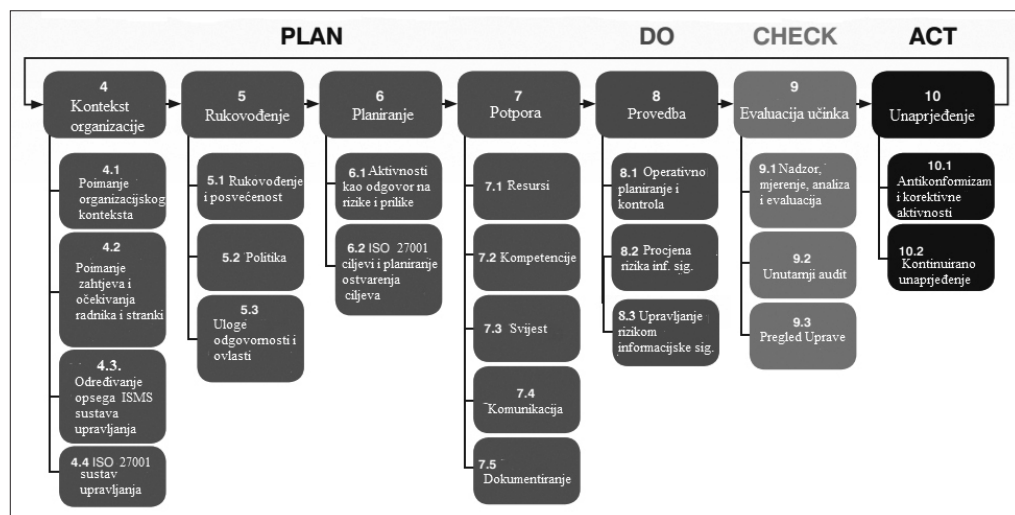 PLAN
DO
CHECK
ACT
4
Kontekst
organizacije
5
Rukovođenje
6
Planiranje
7
Potpora
8
Provedba
9
Evaluacija učinka
10
Unaprjeđenje
4.1
Poimanje
organizacijskog
konteksta
4.2
Poimanje
zahtjeva i
očekivanja
radnika i stranki
4.3.
Određivanje
opsega ISMS
sustava
upravljanja
4.4 ISO 27001
sustav
upravljanja
5.1 Rukovođenje
i posvećenost
5.2 Politika
5.3
Uloge
odgovornosti i
ovlasti
6.1 Aktivnosti
kao odgovor na
rizike i prilike
6.2 ISO 27001
ciljevi i planiranje
ostvarenja
ciljeva
7.1 Resursi
7.2 Kompetencije
7.3 Svijest
7.4
Komunikacija
7.5
Dokumentiranje
8.1 Operativno
planiranje i
kontrola
8.2 Procjena
rizika inf. sig.
8.3 Upravljanje
rizikom
informacijske sig.
9.1 Nadzor,
mjerenje, analiza
i evaluacija
9.2
Unutarnji audit
9.3
Pregled Uprave
10.1
Antikonformizam
i korektivne
aktivnosti
10.2
Kontinuirano
unaprjeđenje